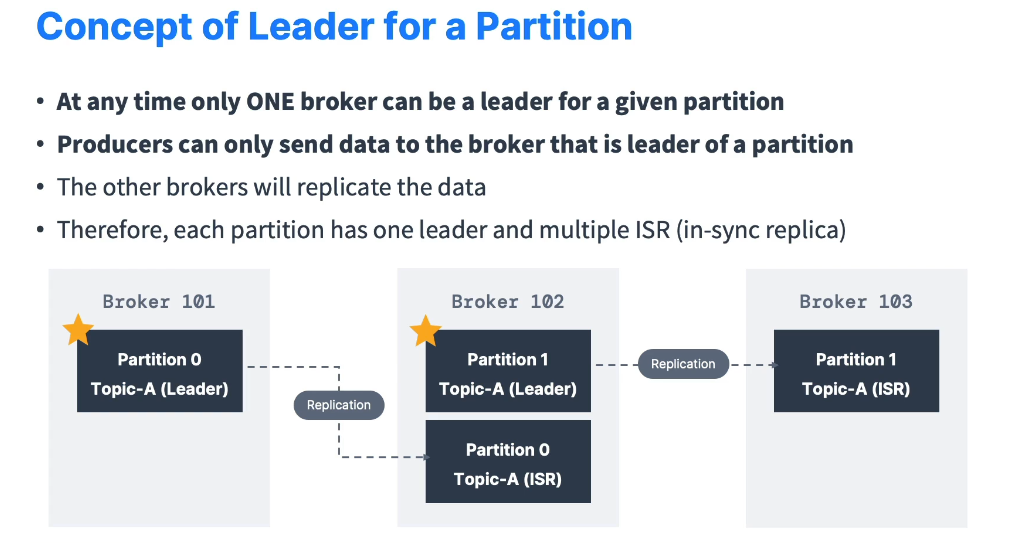 Concept of Leader for a Partition
• At any time only ONE broker can be a leader for a given partition
• Producers can only send data to the broker that is leader of a partition
• The other brokers will replicate the data
• Therefore, each partition has one leader and multiple ISR (in-sync replica)
Broker 101
Partition 0
Topic-A (Leader)
Replication
Broker 102
Partition 1
Topic-A (Leader)
Partition 0
Topic-A (ISR)
Replication
Broker 103
Partition 1
Topic-A (ISR)